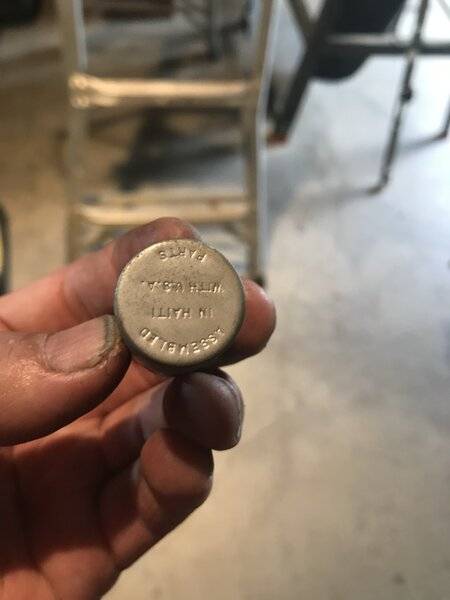 ASSEMBLED
IN HAITI
WITH U.S.A.
PARTS